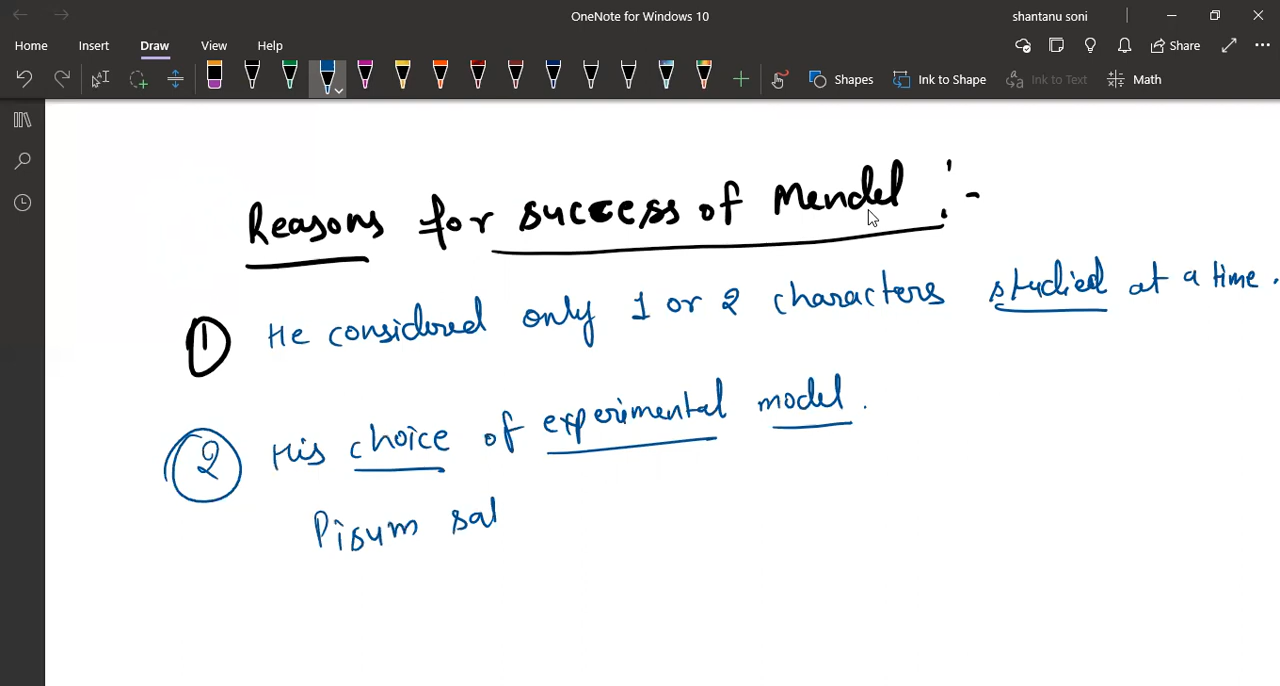 OneNote for Windows 10
shantanu soni
Home Insert Draw View Help
Share
Shapes Ink to Shape Ink to Text Math
Reasons for success of Mendel :-
1 He considered only 1 or 2 characters studied at a time.
2 His choice of experimental model.
Pisum sat